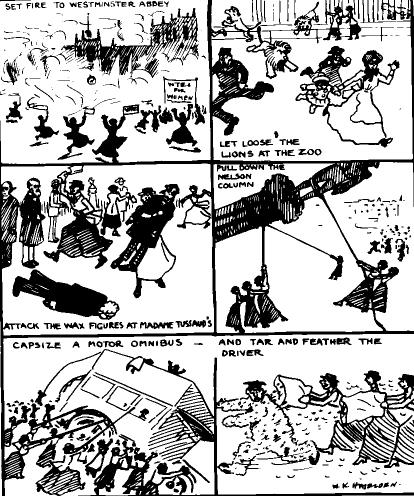 SET FIRE TO WESTMINSTER ABBEY
VOTES
FOR
WOMEN
LET LOOSE THE
LIONS AT THE ZOO
PULL DOWN THE
NELSON
COLUMN
ATTACK THE WAX FIGURES AT MADAME TUSSAUD'S
CAPSIZE A MOTOR OMNIBUS —
AND TAR AND FEATHER THE
DRIVER
W. K. HASELDEN.